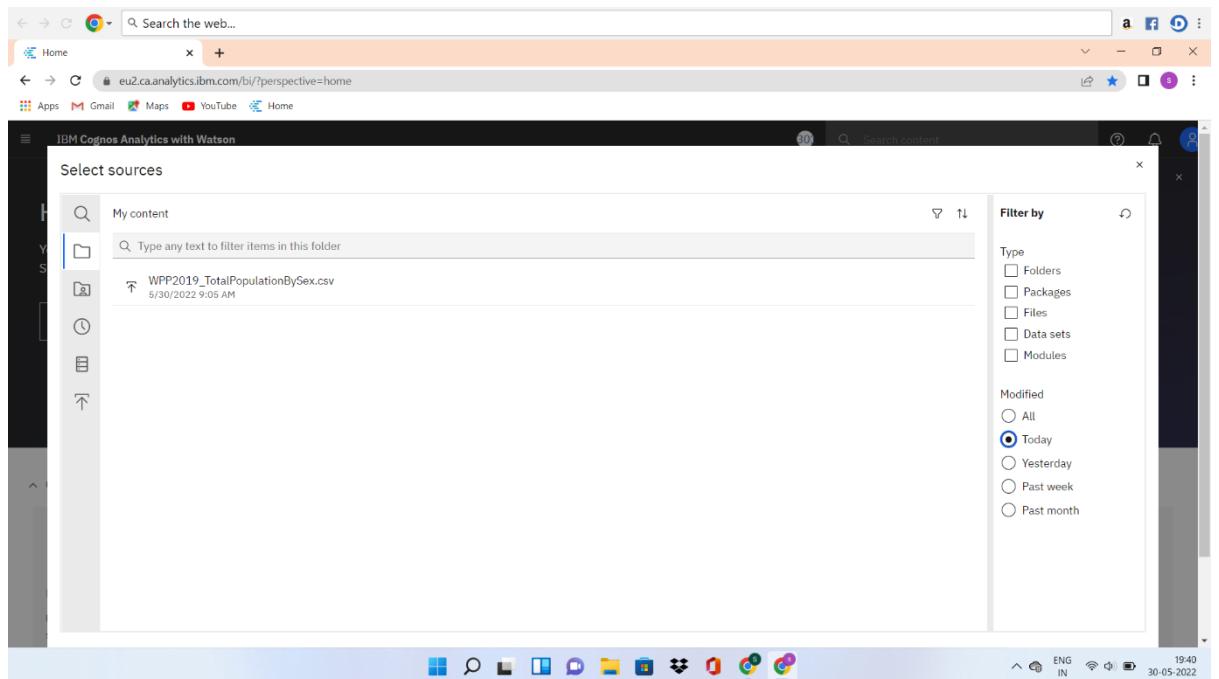 Search the web...
a
Home
eu2.ca.analytics.ibm.com/bi/?perspective=home
S
Apps
Gmail
Maps
YouTube
Home
IBM Cognos Analytics with Watson
Search content
Select sources
My content
Type any text to filter items in this folder
WPP2019_TotalPopulationBySex.csv
5/30/2022 9:05 AM
Filter by
Type
Folders
Packages
Files
Data sets
Modules
Modified
All
Today
Yesterday
Past week
Past month
ENG
IN
19:40
30-05-2022